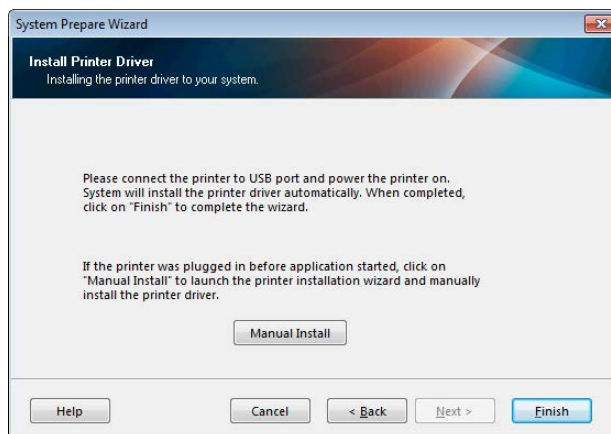 System Prepare Wizard
Install Printer Driver
Installing the printer driver to your system.
Please connect the printer to USB port and power the printer on.
System will install the printer driver automatically. When completed,
click on "Finish" to complete the wizard.
If the printer was plugged in before application started, click on
"Manual Install" to launch the printer installation wizard and manually
install the printer driver.
Manual Install
Help
Cancel
< Back
Next >
Finish